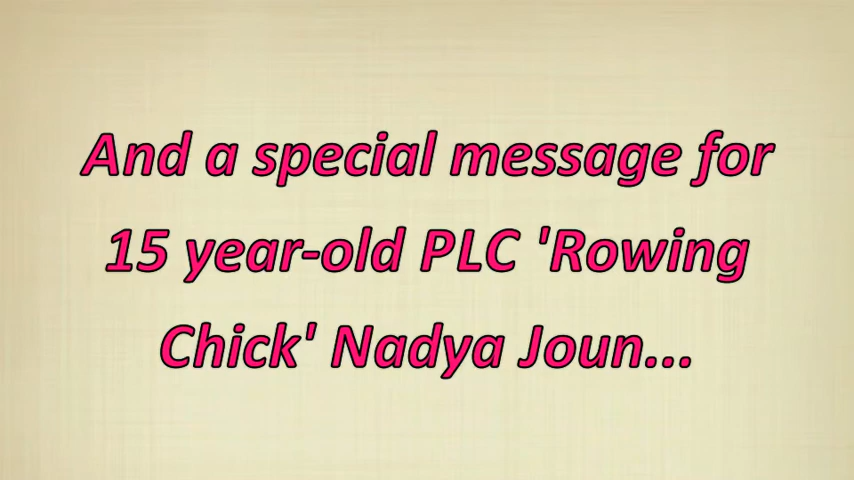 And a special message for
15 year-old PLC 'Rowing
Chick' Nadya Joun...